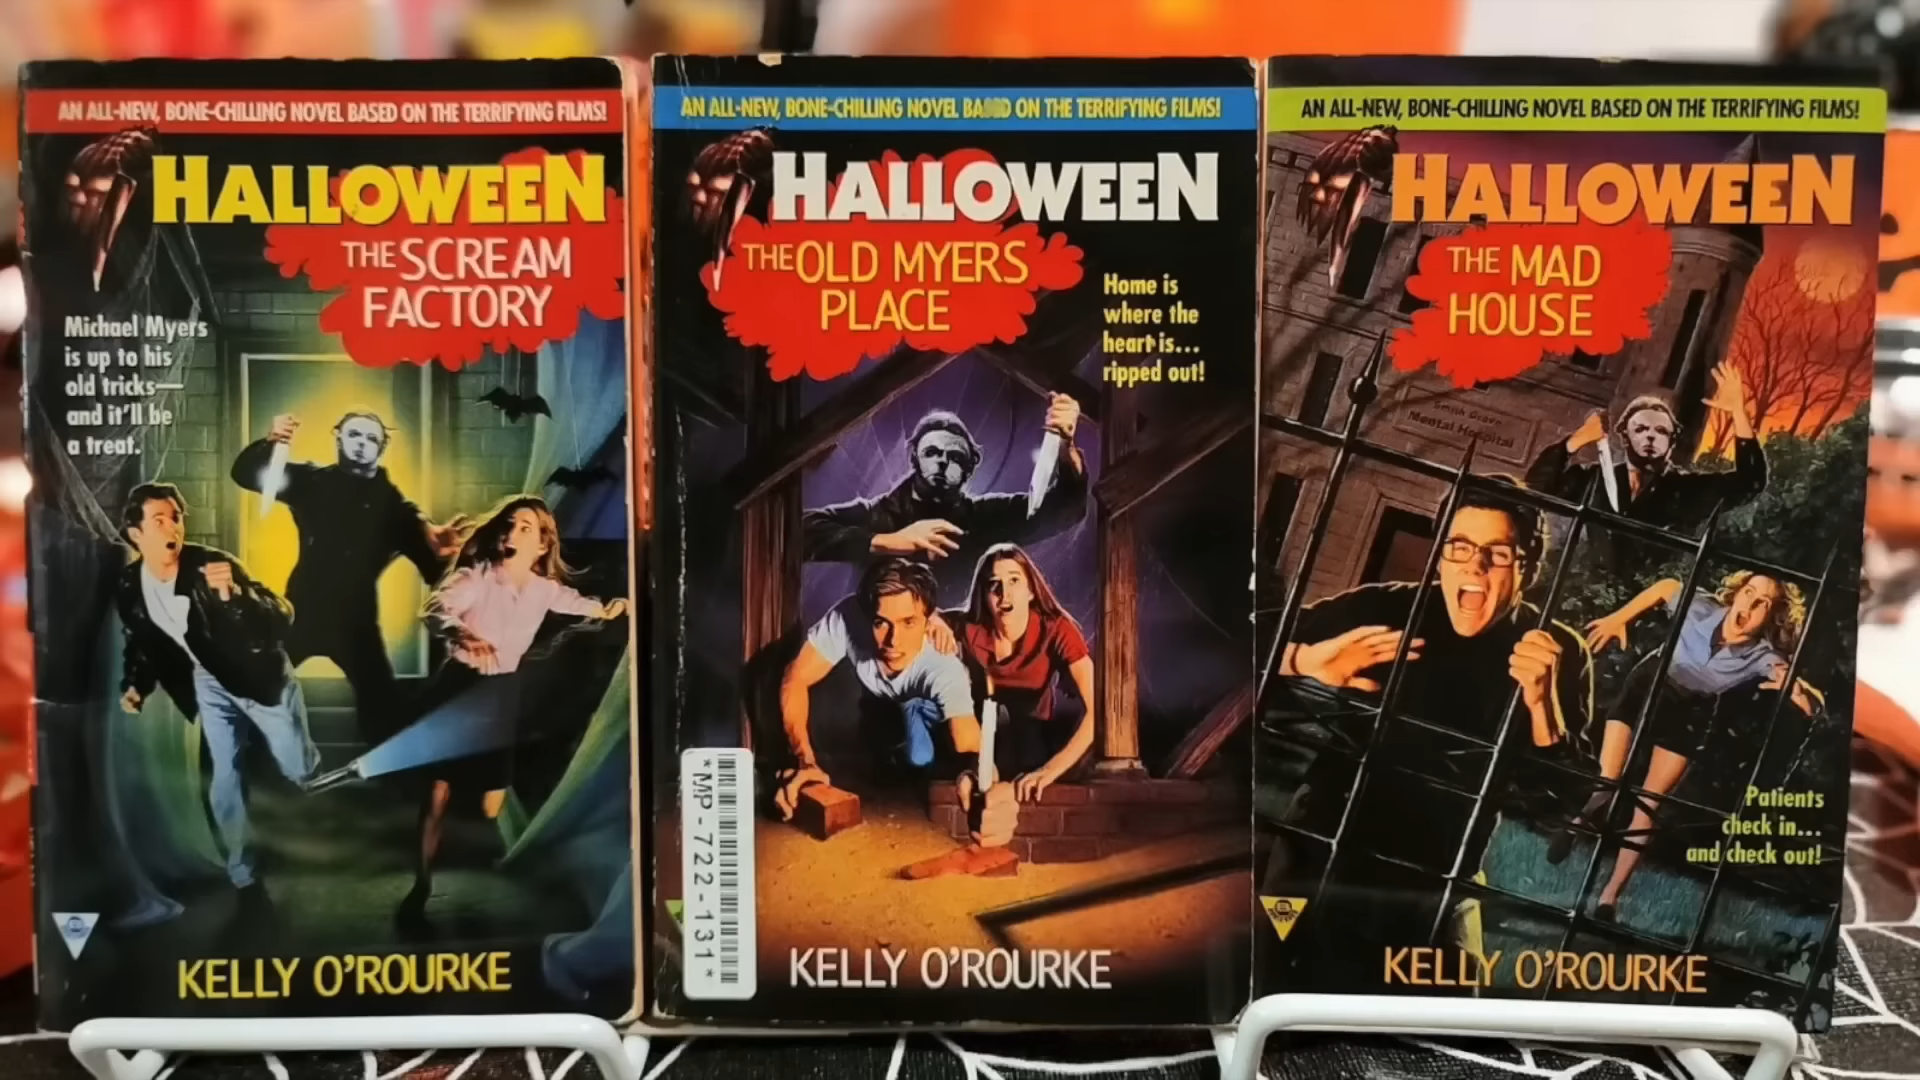 AN ALL-NEW, BONE-CHILLING NOVEL BASED ON THE TERRIFYING FILMS!
HALLOWEEN
THE SCREAM
FACTORY
Michael Myers
is up to his
old tricks—
and it'll be
a treat.
KELLY O'ROURKE
AN ALL-NEW, BONE-CHILLING NOVEL BASED ON THE TERRIFYING FILMS!
HALLOWEEN
THE OLD MYERS
PLACE
Home is
where the
heart is...
ripped out!
*MP-722-131*
KELLY O'ROURKE
AN ALL-NEW, BONE-CHILLING NOVEL BASED ON THE TERRIFYING FILMS!
HALLOWEEN
THE MAD
HOUSE
Smith Grove
Mental Hospital
Patients
check in...
and check out!
KELLY O'ROURKE